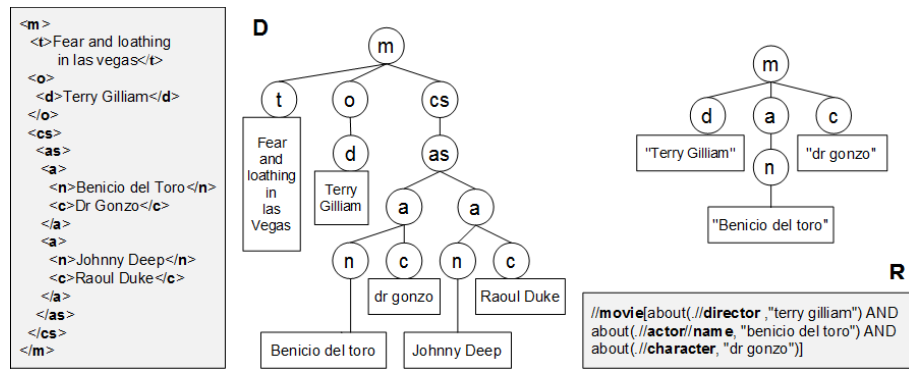 <m>
<t>Fear and loathing
in las vegas</t>
<o>
<d>Terry Gilliam</d>
</o>
<cs>
<as>
<a>
<n>Benicio del Toro</n>
<c>Dr Gonzo</c>
</a>
<a>
<n>Johnny Deep</n>
<c>Raoul Duke</c>
</a>
</as>
</cs>
</m>
D
m
t
o
cs
Fear
and
loathing
in
las
Vegas
d
Terry
Gilliam
as
a
a
n
c
n
c
dr gonzo
Raoul Duke
Benicio del toro
Johnny Deep
m
d
a
c
"Terry Gilliam"
"dr gonzo"
n
"Benicio del toro"
R
//movie[about(.//director ,"terry gilliam") AND
about(.//actor//name, "benicio del toro") AND
about(.//character, "dr gonzo")]